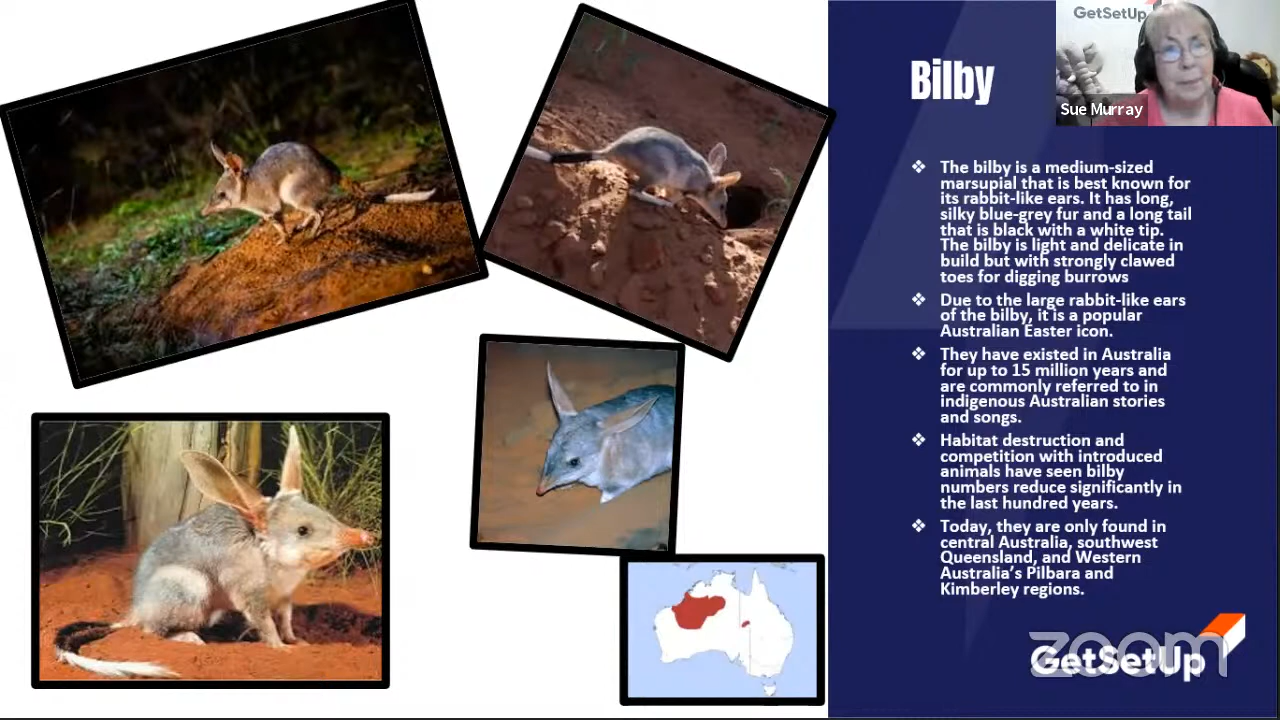 GetSetUp
Bilby
Sue Murray
❖ The bilby is a medium-sized
marsupial that is best known for
its rabbit-like ears. It has long,
silky blue-grey fur and a long tail
that is black with a white tip.
The bilby is light and delicate in
build but with strongly clawed
toes for digging burrows
❖ Due to the large rabbit-like ears
of the bilby, it is a popular
Australian Easter icon.
❖ They have existed in Australia
for up to 15 million years and
are commonly referred to in
indigenous Australian stories
and songs.
❖ Habitat destruction and
competition with introduced
animals have seen bilby
numbers reduce significantly in
the last hundred years.
❖ Today, they are only found in
central Australia, southwest
Queensland, and Western
Australia’s Pilbara and
Kimberley regions.
zoom
GetSetUp